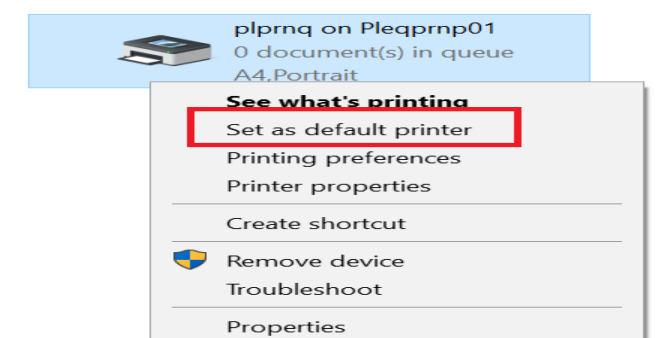 plprnq on Pleqprnp01
0 document(s) in queue
A4,Portrait
See what's printing
Set as default printer
Printing preferences
Printer properties
Create shortcut
Remove device
Troubleshoot
Properties